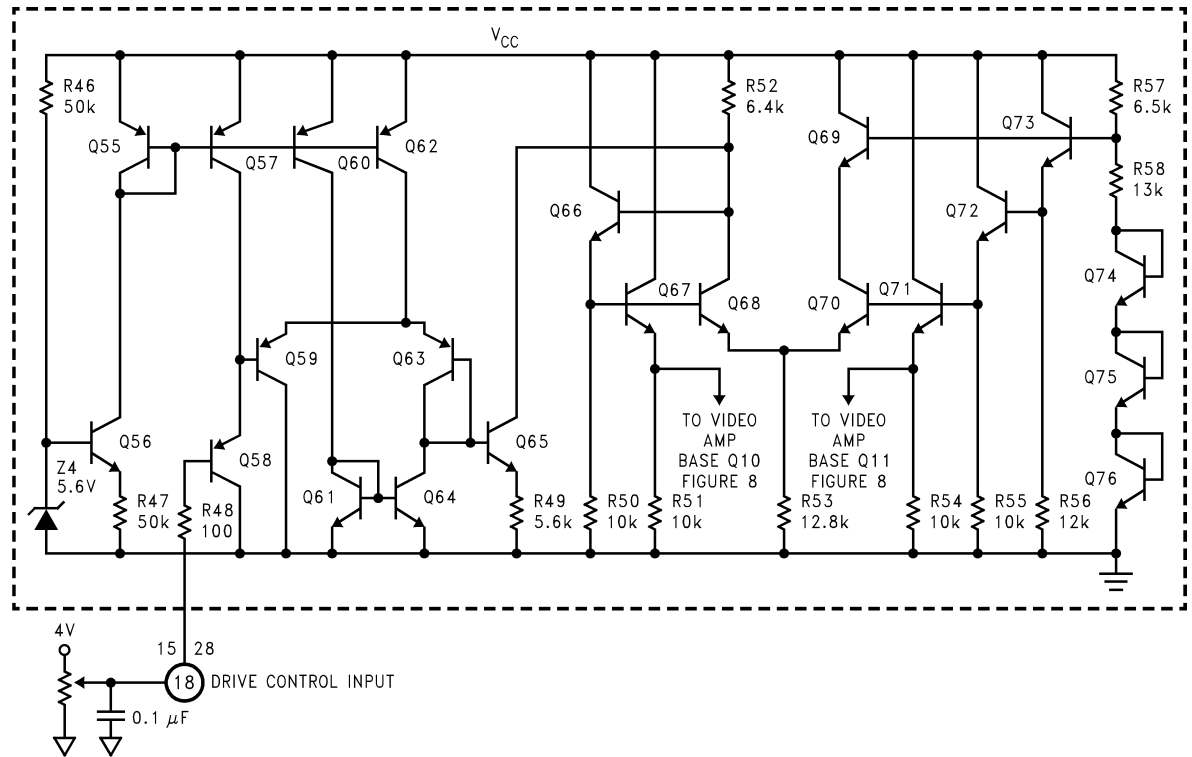 VCC
R46
50k
Q55
Q57
Q60
Q62
R52
6.4k
Q69
Q73
R57
6.5k
R58
13k
Q66
Q72
Q74
Q67
Q68
Q70
Q71
Q59
Q63
Q75
Q56
Q58
Q65
TO VIDEO
AMP
BASE Q10
FIGURE 8
TO VIDEO
AMP
BASE Q11
FIGURE 8
Z4
5.6V
R47
50k
R48
100
Q61
Q64
R49
5.6k
R50
10k
R51
10k
R53
12.8k
R54
10k
R55
10k
R56
12k
Q76
4V
15
28
18
DRIVE CONTROL INPUT
0.1 μF